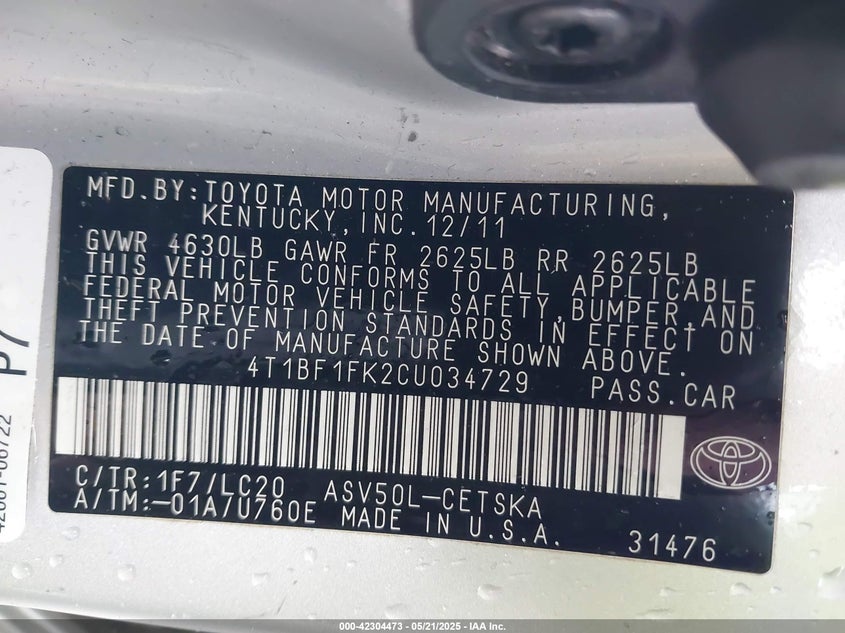 MFD.BY:TOYOTA MOTOR MANUFACTURING,
KENTUCKY,INC. 12/11
GVWR 4630LB GAWR FR 2625LB RR 2625LB
THIS VEHICLE CONFORMS TO ALL APPLICABLE
FEDERAL MOTOR VEHICLE SAFETY,BUMPER,AND
THEFT PREVENTION STANDARDS IN EFFECT ON
THE DATE OF MANUFACTURE SHOWN ABOVE.
4T1BF1FK2CU034729 PASS.CAR
C/TR:1F7/LC20 ASV50L-CETSKA
A/TM:-01A/U760E MADE IN U.S.A.
31476
P7
000-42304473 — 05/21/2025 — IAA Inc.